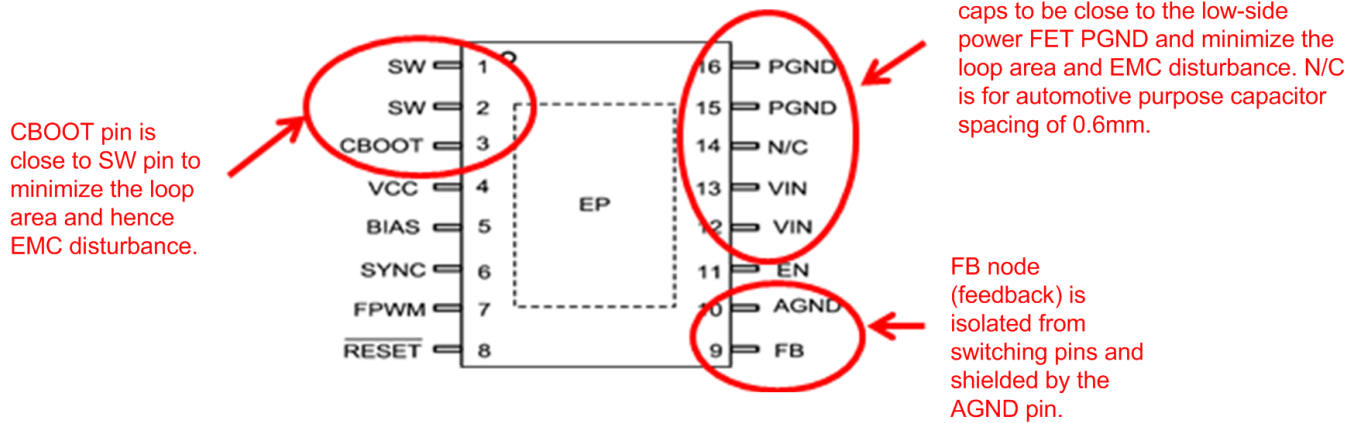 caps to be close to the low-side
power FET PGND and minimize the
loop area and EMC disturbance. N/C
is for automotive purpose capacitor
spacing of 0.6mm.
CBOOT pin is
close to SW pin to
minimize the loop
area and hence
EMC disturbance.
SW 1
SW 2
CBOOT 3
VCC 4
BIAS 5
SYNC 6
FPWM 7
RESET 8
EP
16 PGND
15 PGND
14 N/C
13 VIN
12 VIN
11 EN
10 AGND
9 FB
FB node
(feedback) is
isolated from
switching pins and
shielded by the
AGND pin.